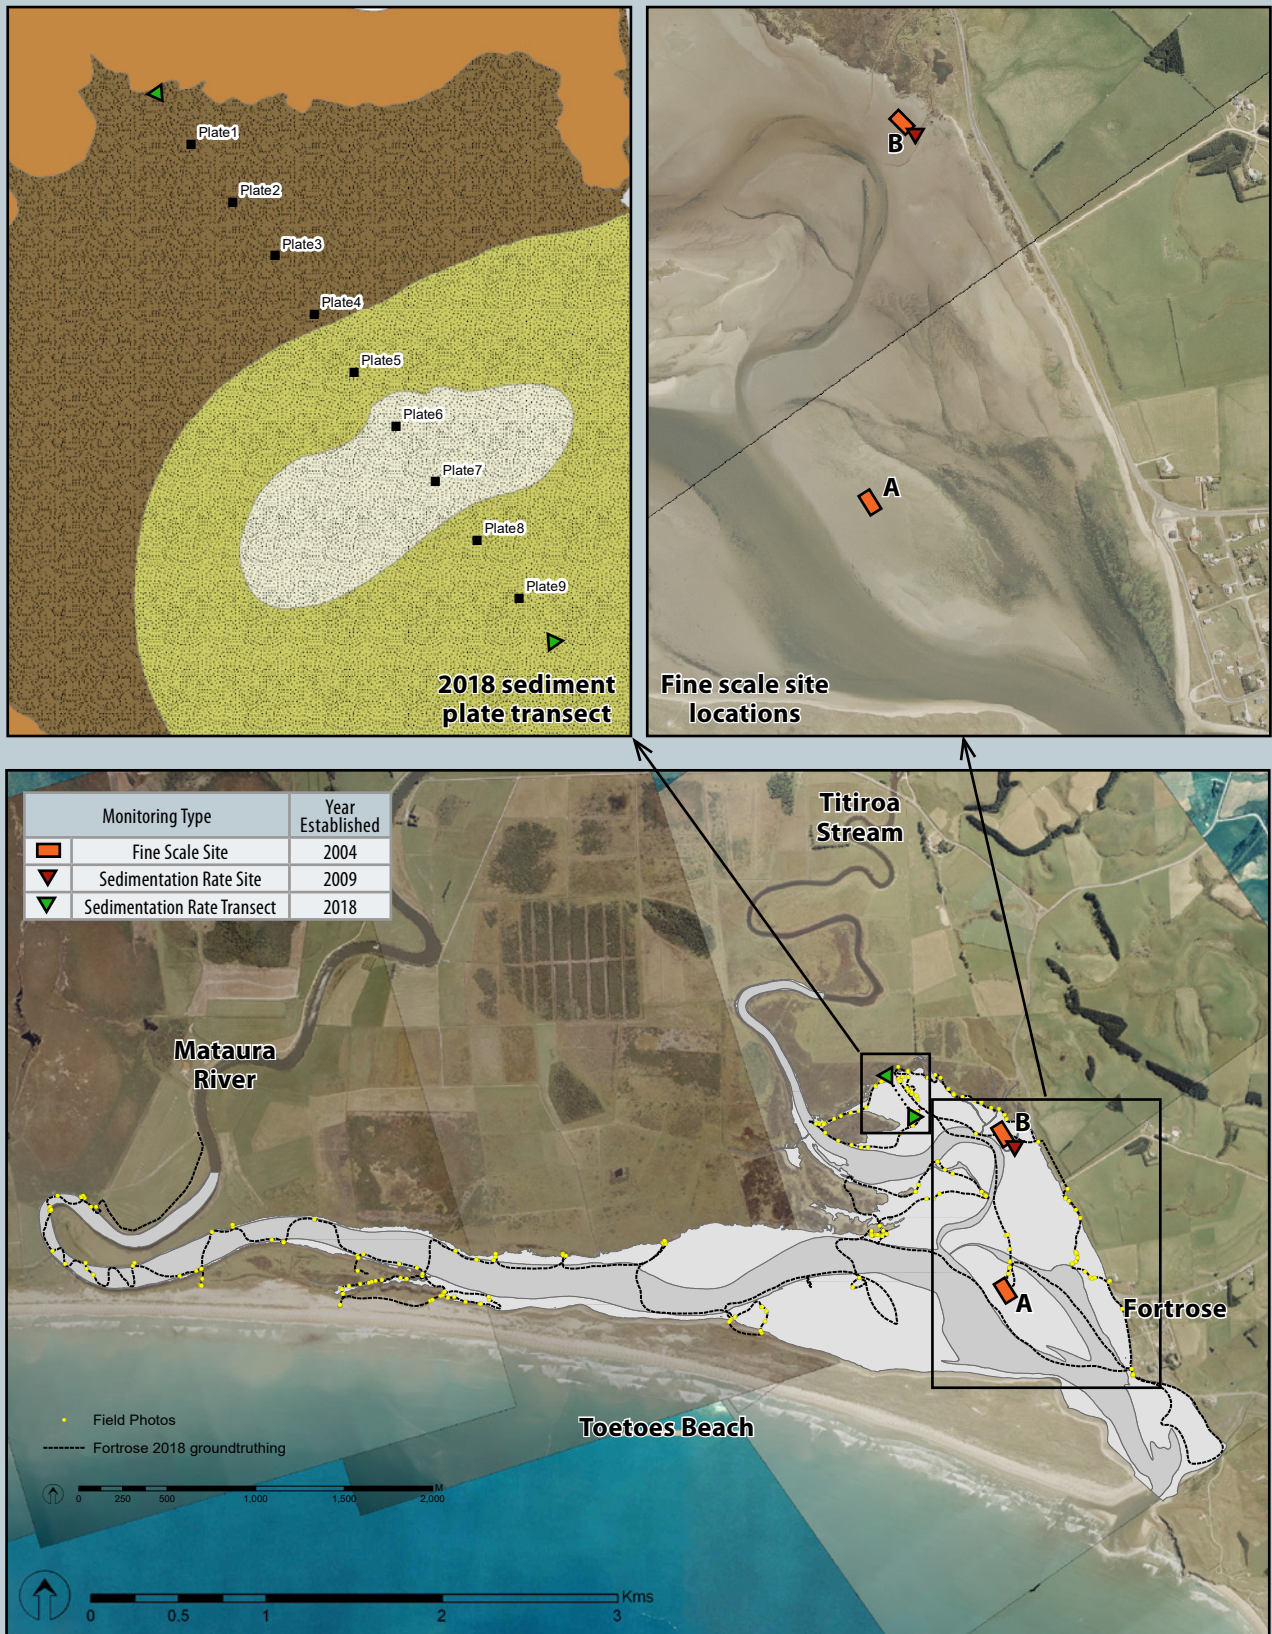 Plate1
Plate2
Plate3
Plate4
Plate5
Plate6
Plate7
Plate8
Plate9
2018 sediment
plate transect
B
A
Fine scale site
locations
Monitoring Type
Year
Established
Fine Scale Site
2004
Sedimentation Rate Site
2009
Sedimentation Rate Transect
2018
Titiroa
Stream
Mataura
River
B
A
Fortrose
Toetoes Beach
Field Photos
Fortrose 2018 groundtruthing
M
0 250 500 1,000 1,500 2,000
Kms
0 0.5 1 2 3